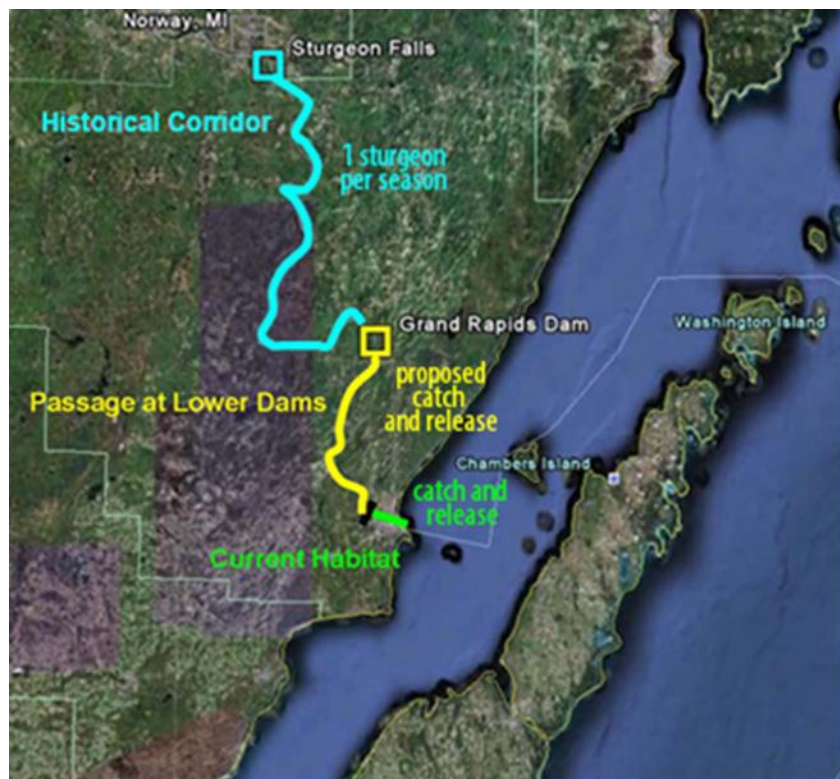 Norway, MI
Sturgeon Falls
Historical Corridor
1 sturgeon
per season
Grand Rapids Dam
Washington Island
proposed
catch
and release
Passage at Lower Dams
Chambers Island
catch and
release
Current Habitat